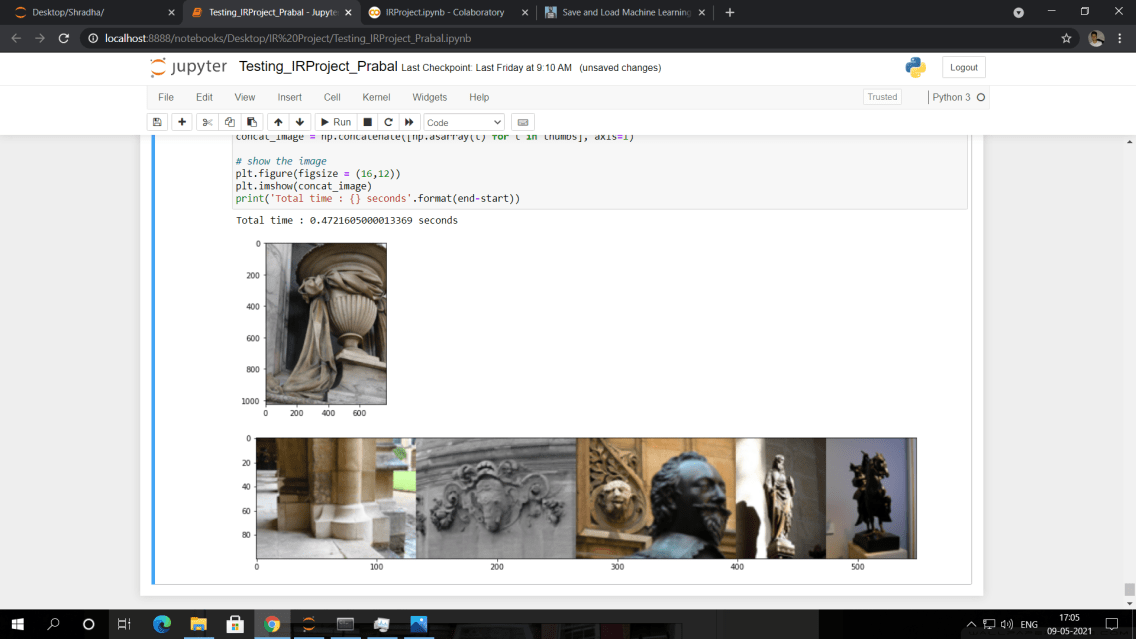 Desktop/Shradha/
Testing_IRProject_Prabal - Jupyte
IRProject.ipynb - Colaboratory
Save and Load Machine Learning
localhost:8888/notebooks/Desktop/IR%20Project/Testing_IRProject_Prabal.ipynb
jupyter Testing_IRProject_Prabal Last Checkpoint: Last Friday at 9:10 AM (unsaved changes)
Logout
File Edit View Insert Cell Kernel Widgets Help
Trusted
Python 3
Run
Code
concat_image = np.concatenate([np.asarray(t) for t in thumbs], axis=1)
# show the image
plt.figure(figsize = (16,12))
plt.imshow(concat_image)
print('Total time : {} seconds'.format(end-start))
Total time : 0.4721605000013369 seconds
0
200
400
600
800
1000
0 200 400 600
0
20
40
60
80
0 100 200 300 400 500
ENG
17:05
09-05-2021